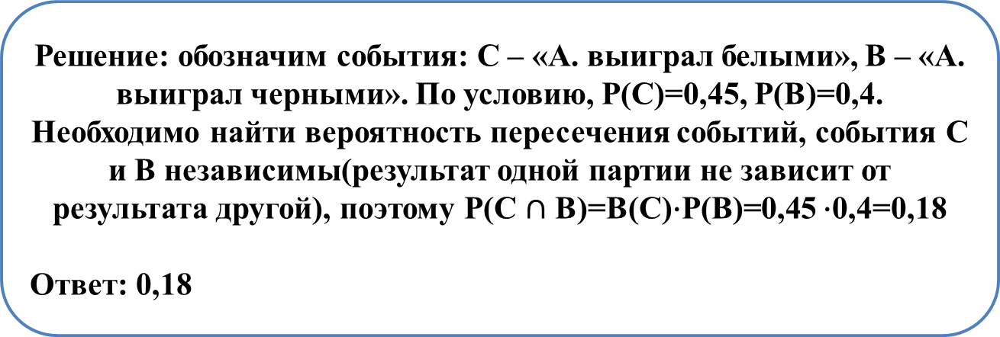 Решение: обозначим события: С – «А. выиграл белыми», В – «А.
выиграл черными». По условию, Р(С)=0,45, Р(В)=0,4.
Необходимо найти вероятность пересечения событий, события С
и В независимы(результат одной партии не зависит от
результата другой), поэтому Р(С ∩ В)=В(С)·Р(В)=0,45 ·0,4=0,18
Ответ: 0,18